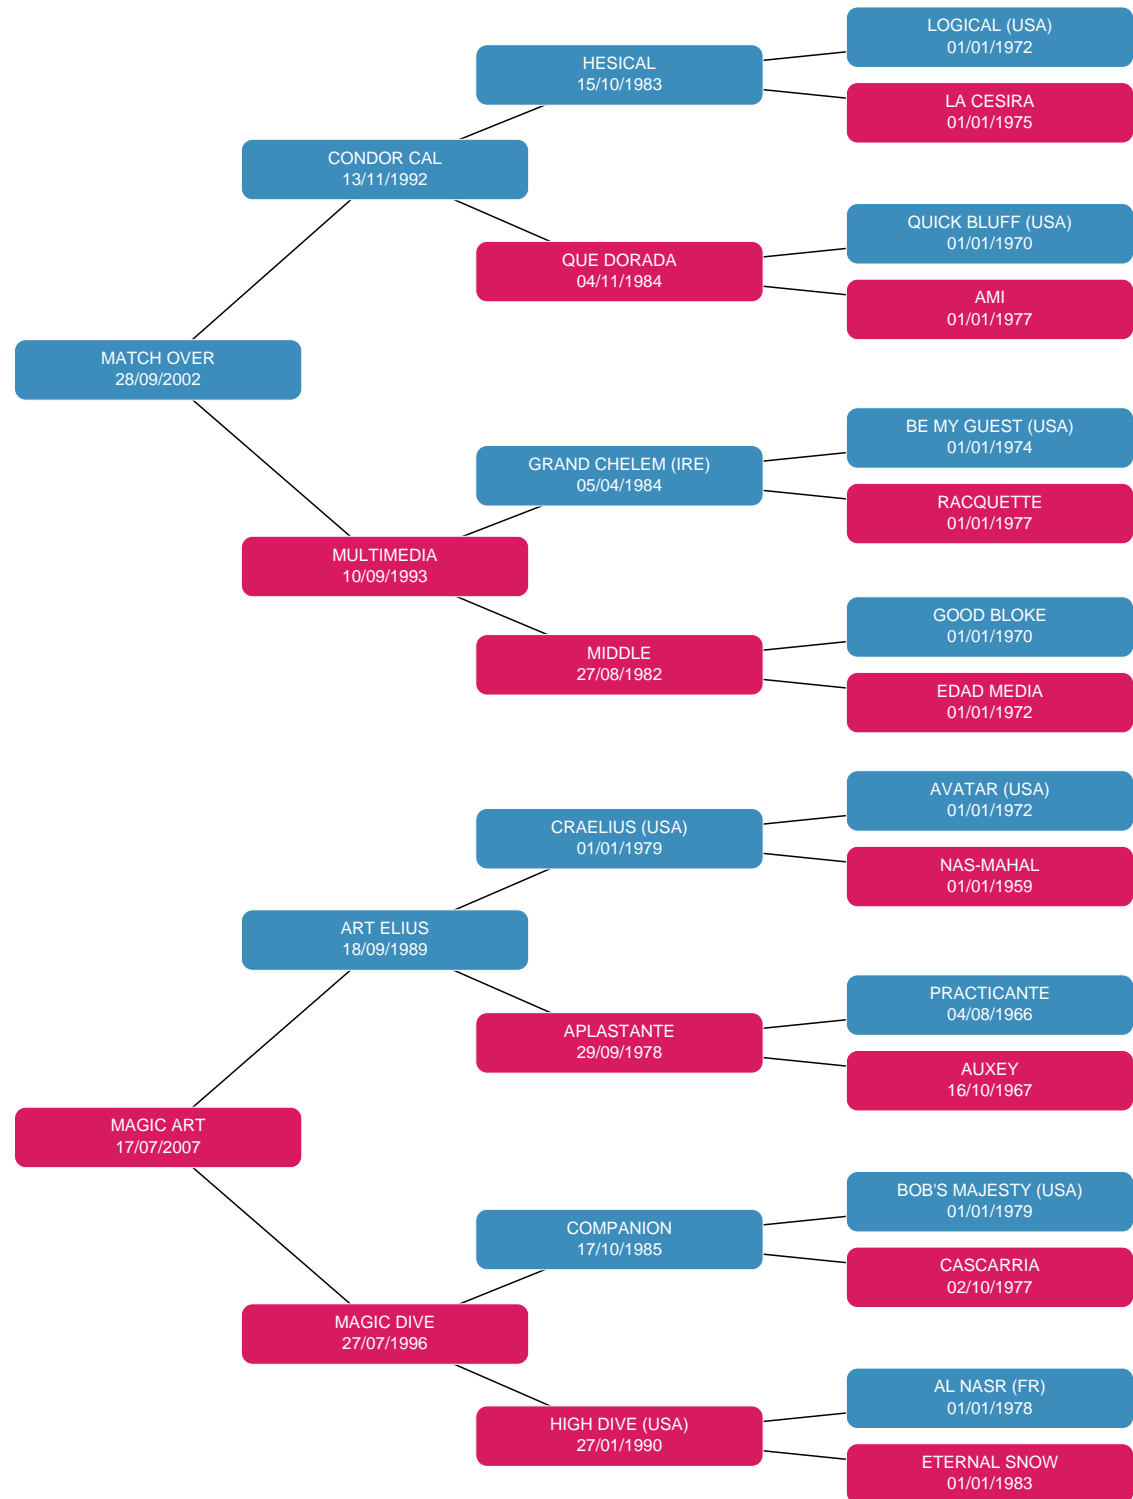 LOGICAL (USA)
01/01/1972
HESICAL
15/10/1983
LA CESIRA
01/01/1975
CONDOR CAL
13/11/1992
QUICK BLUFF (USA)
01/01/1970
QUE DORADA
04/11/1984
AMI
01/01/1977
MATCH OVER
28/09/2002
BE MY GUEST (USA)
01/01/1974
GRAND CHELEM (IRE)
05/04/1984
RACQUETTE
01/01/1977
MULTIMEDIA
10/09/1993
GOOD BLOKE
01/01/1970
MIDDLE
27/08/1982
EDAD MEDIA
01/01/1972
AVATAR (USA)
01/01/1972
CRAELIUS (USA)
01/01/1979
NAS-MAHAL
01/01/1959
ART ELIUS
18/09/1989
PRACTICANTE
04/08/1966
APLASTANTE
29/09/1978
AUXEY
16/10/1967
MAGIC ART
17/07/2007
BOB'S MAJESTY (USA)
01/01/1979
COMPANION
17/10/1985
CASCARRIA
02/10/1977
MAGIC DIVE
27/07/1996
AL NASR (FR)
01/01/1978
HIGH DIVE (USA)
27/01/1990
ETERNAL SNOW
01/01/1983